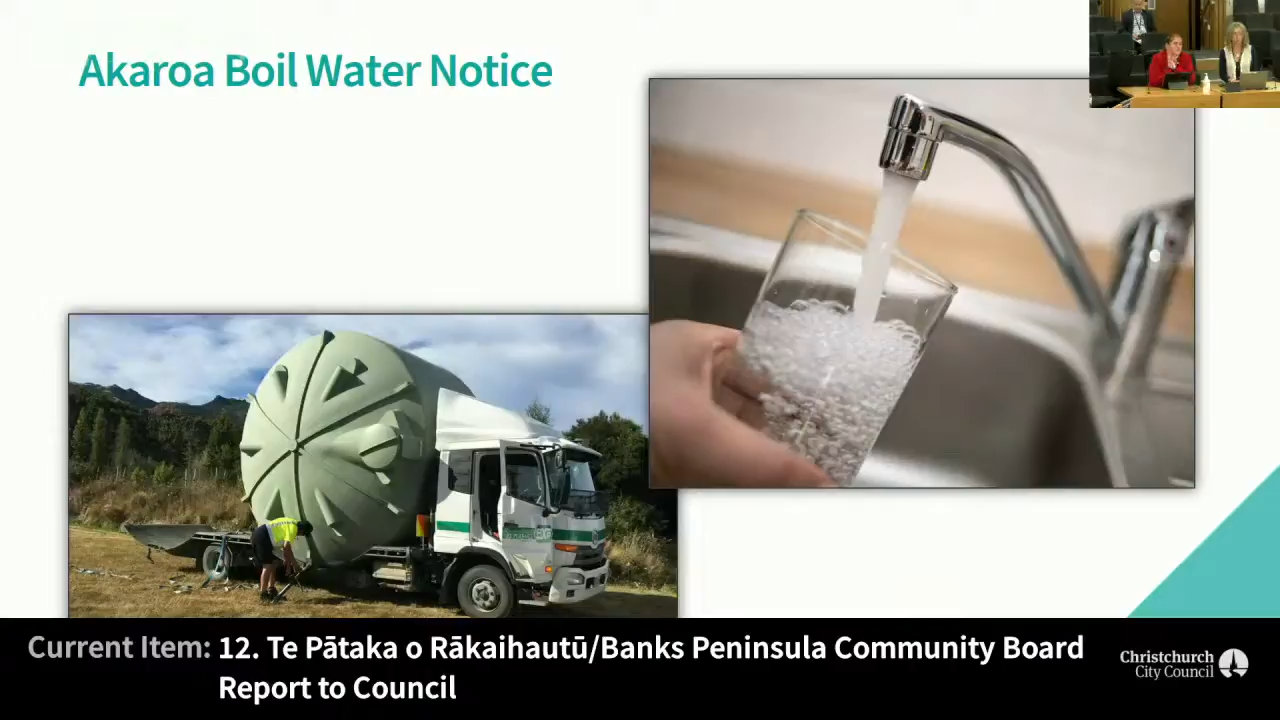 Akaroa Boil Water Notice
Current Item: 12. Te Pātaka o Rākaihautū/Banks Peninsula Community Board
Report to Council
Christchurch
City Council